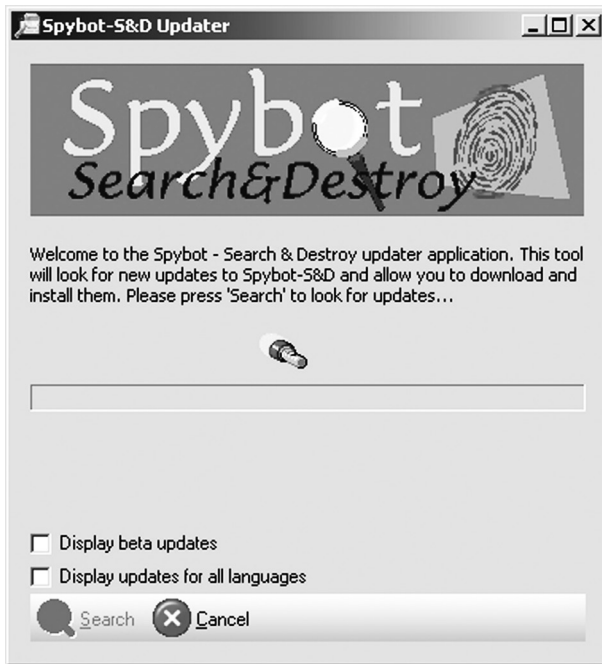 Spybot-S&D Updater
Spybot
Search&Destroy
Welcome to the Spybot - Search & Destroy updater application. This tool
will look for new updates to Spybot-S&D and allow you to download and
install them. Please press 'Search' to look for updates...
Display beta updates
Display updates for all languages
Search Cancel